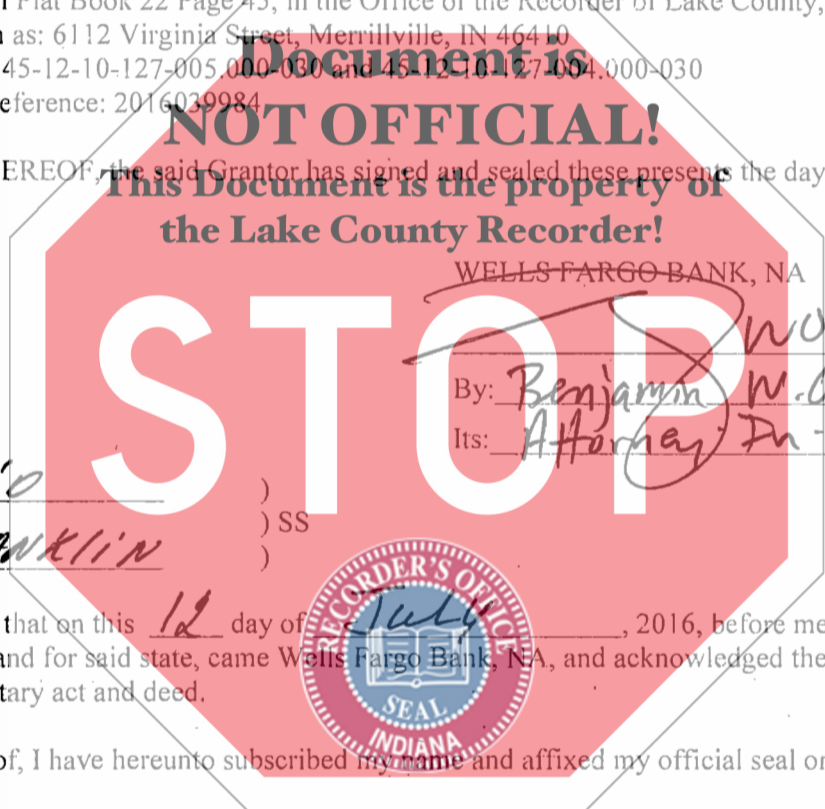 Plat Book 22 Page 45, in the Office of the Recorder of Lake County,
as: 6112 Virginia Street, Merrillville, IN 46410
Document is
45-12-10-127-005.000-030 and 45-12-10-127-004.000-030
eference: 2016039984
NOT OFFICIAL!
EREOF, the said Grantor has signed and sealed these presents the day
This Document is the property of
the Lake County Recorder!
WELLS FARGO BANK, NA
STOP
By: Benjamin W.
Its: Attorney In-
io )
) SS
nklin )
RECORDER'S OFFICE
that on this 12 day of July, 2016, before me
and for said state, came Wells Fargo Bank, NA, and acknowledged the
tary act and deed.
SEAL
INDIANA
of, I have hereunto subscribed my name and affixed my official seal on